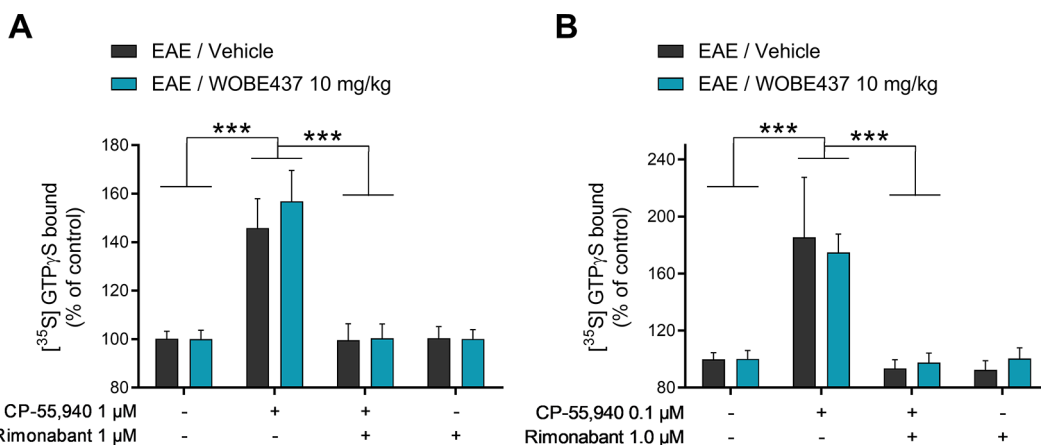 A
EAE / Vehicle
EAE / WOBE437 10 mg/kg
*** ***
[³⁵S] GTPγS bound
(% of control)
180
160
140
120
100
80
CP-55,940 1 µM - + + -
Rimonabant 1 µM - - + +
B
EAE / Vehicle
EAE / WOBE437 10 mg/kg
*** ***
[³⁵S] GTPγS bound
(% of control)
240
200
160
120
80
CP-55,940 0.1 µM - + + -
Rimonabant 1.0 µM - - + +